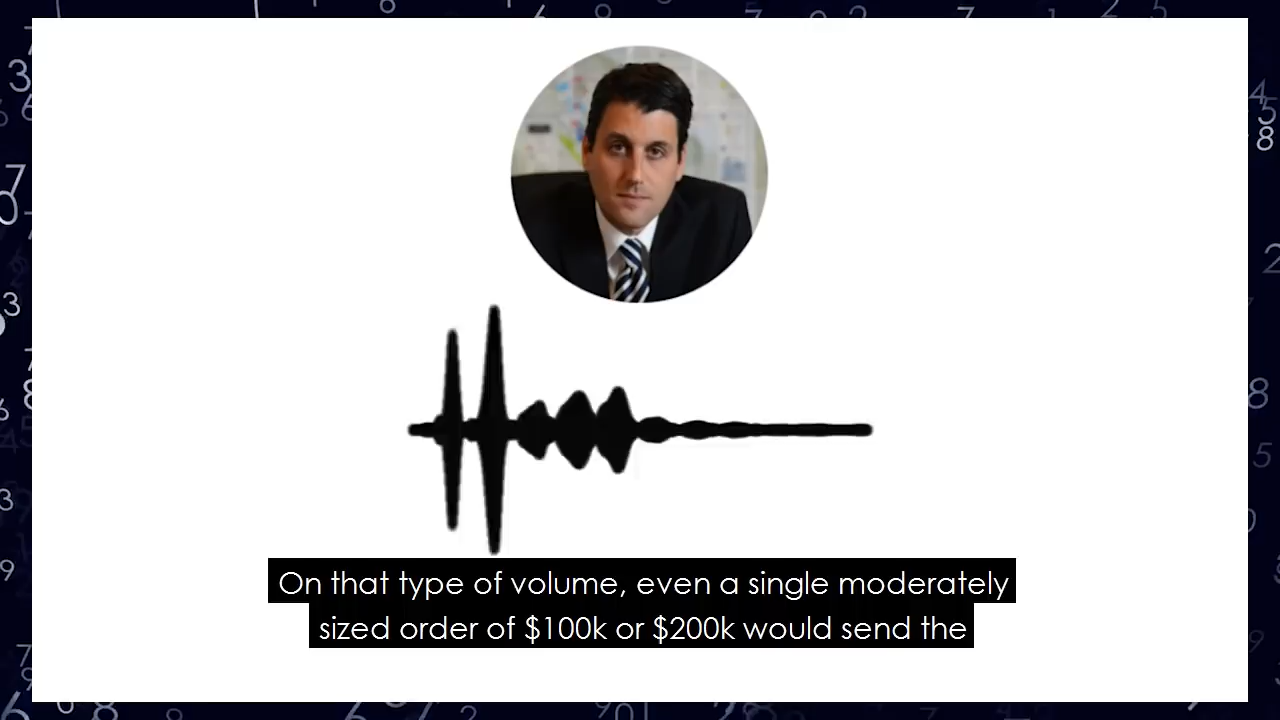 On that type of volume, even a single moderately
sized order of $100k or $200k would send the